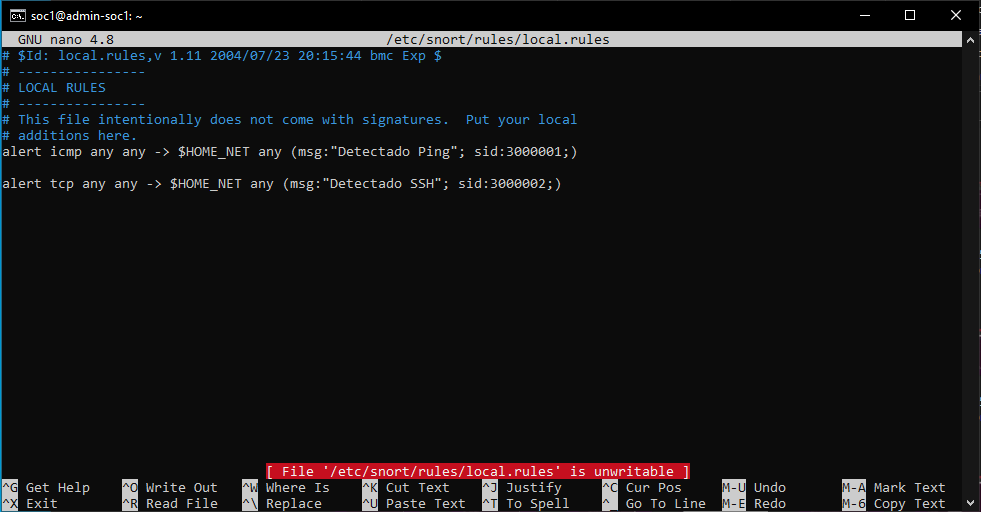 soc1@admin-soc1: ~
GNU nano 4.8 /etc/snort/rules/local.rules
# $Id: local.rules,v 1.11 2004/07/23 20:15:44 bmc Exp $
# ----------------
# LOCAL RULES
# ----------------
# This file intentionally does not come with signatures.  Put your local
# additions here.
alert icmp any any -> $HOME_NET any (msg:"Detectado Ping"; sid:3000001;)
alert tcp any any -> $HOME_NET any (msg:"Detectado SSH"; sid:3000002;)
[ File '/etc/snort/rules/local.rules' is unwritable ]
^G Get Help ^O Write Out ^W Where Is ^K Cut Text ^J Justify ^C Cur Pos M-U Undo M-A Mark Text
^X Exit ^R Read File ^\ Replace ^U Paste Text ^T To Spell ^_ Go To Line M-E Redo M-6 Copy Text